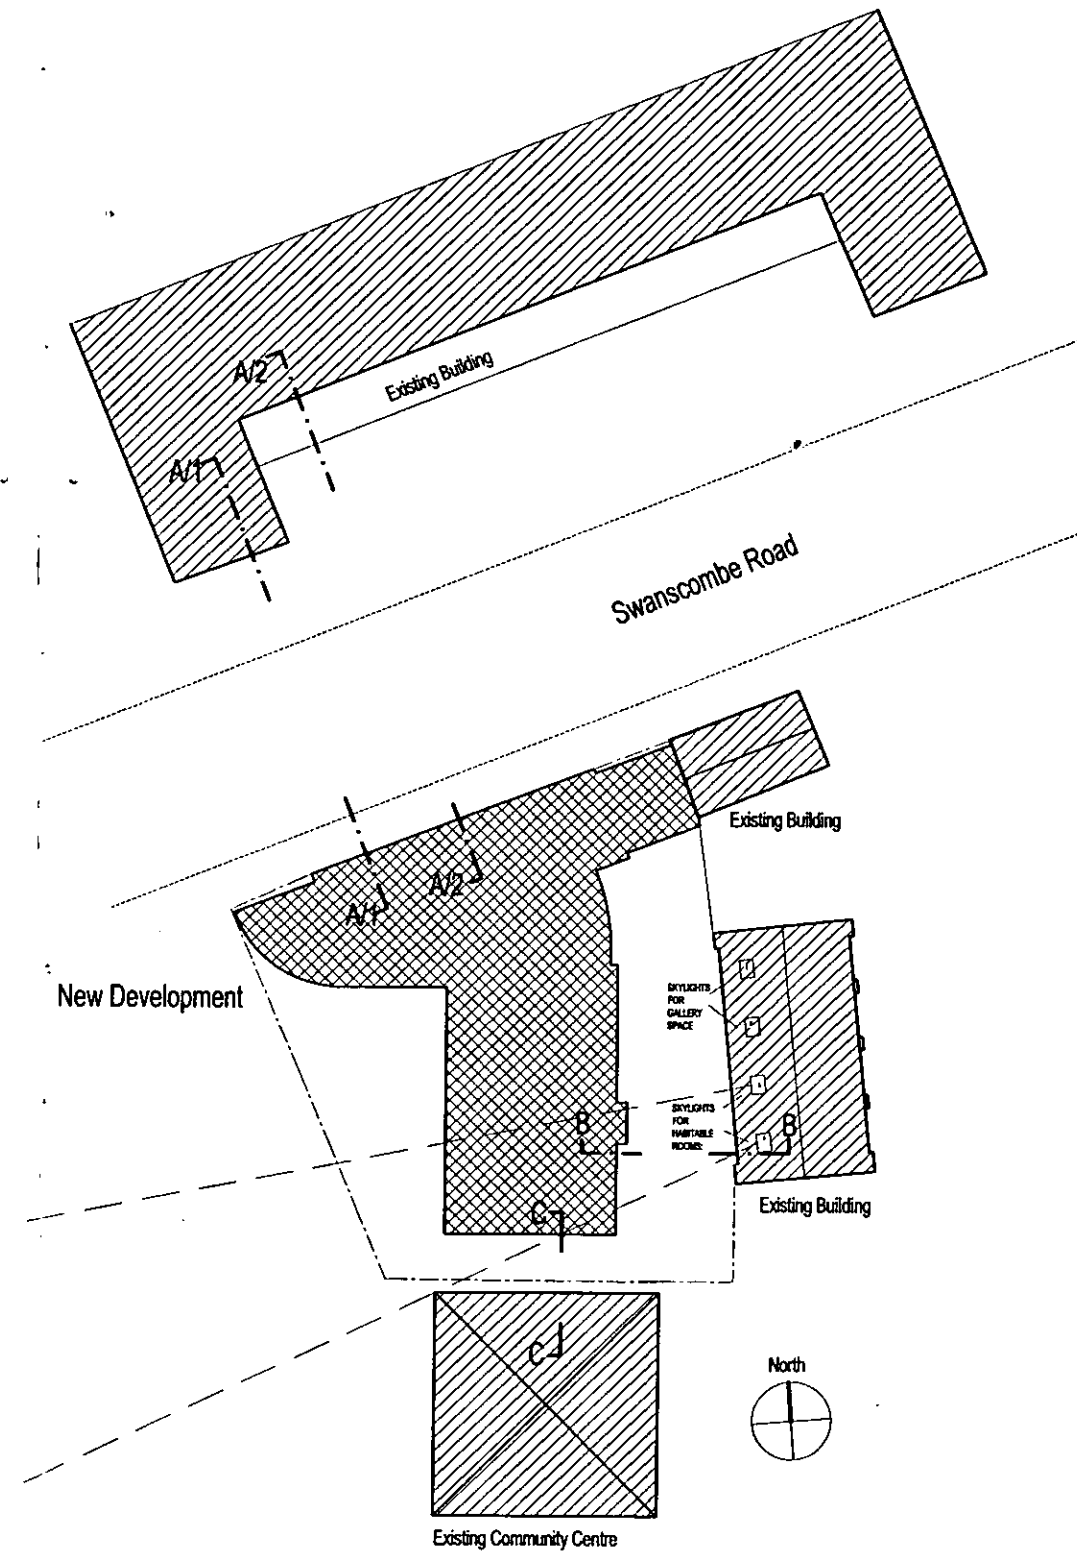 A/2
Existing Building
A/1
Swanscombe Road
Existing Building
A/2
A/1
New Development
SKYLIGHTS
FOR
GALLERY
SPACE
SKYLIGHTS
FOR
HABITABLE
ROOMS
B
B
Existing Building
C
C
North
Existing Community Centre